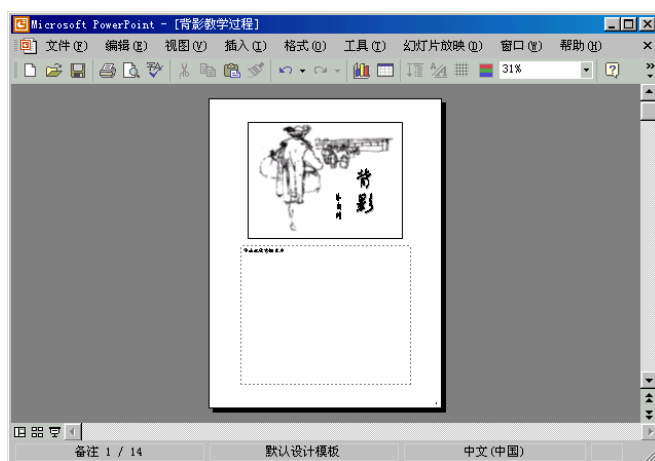 Microsoft PowerPoint - [背影教学过程]
文件(F) 编辑(E) 视图(V) 插入(I) 格式(O) 工具(T) 幻灯片放映(D) 窗口(W) 帮助(H)
31%
背影
备注 1 / 14 默认设计模板 中文(中国)